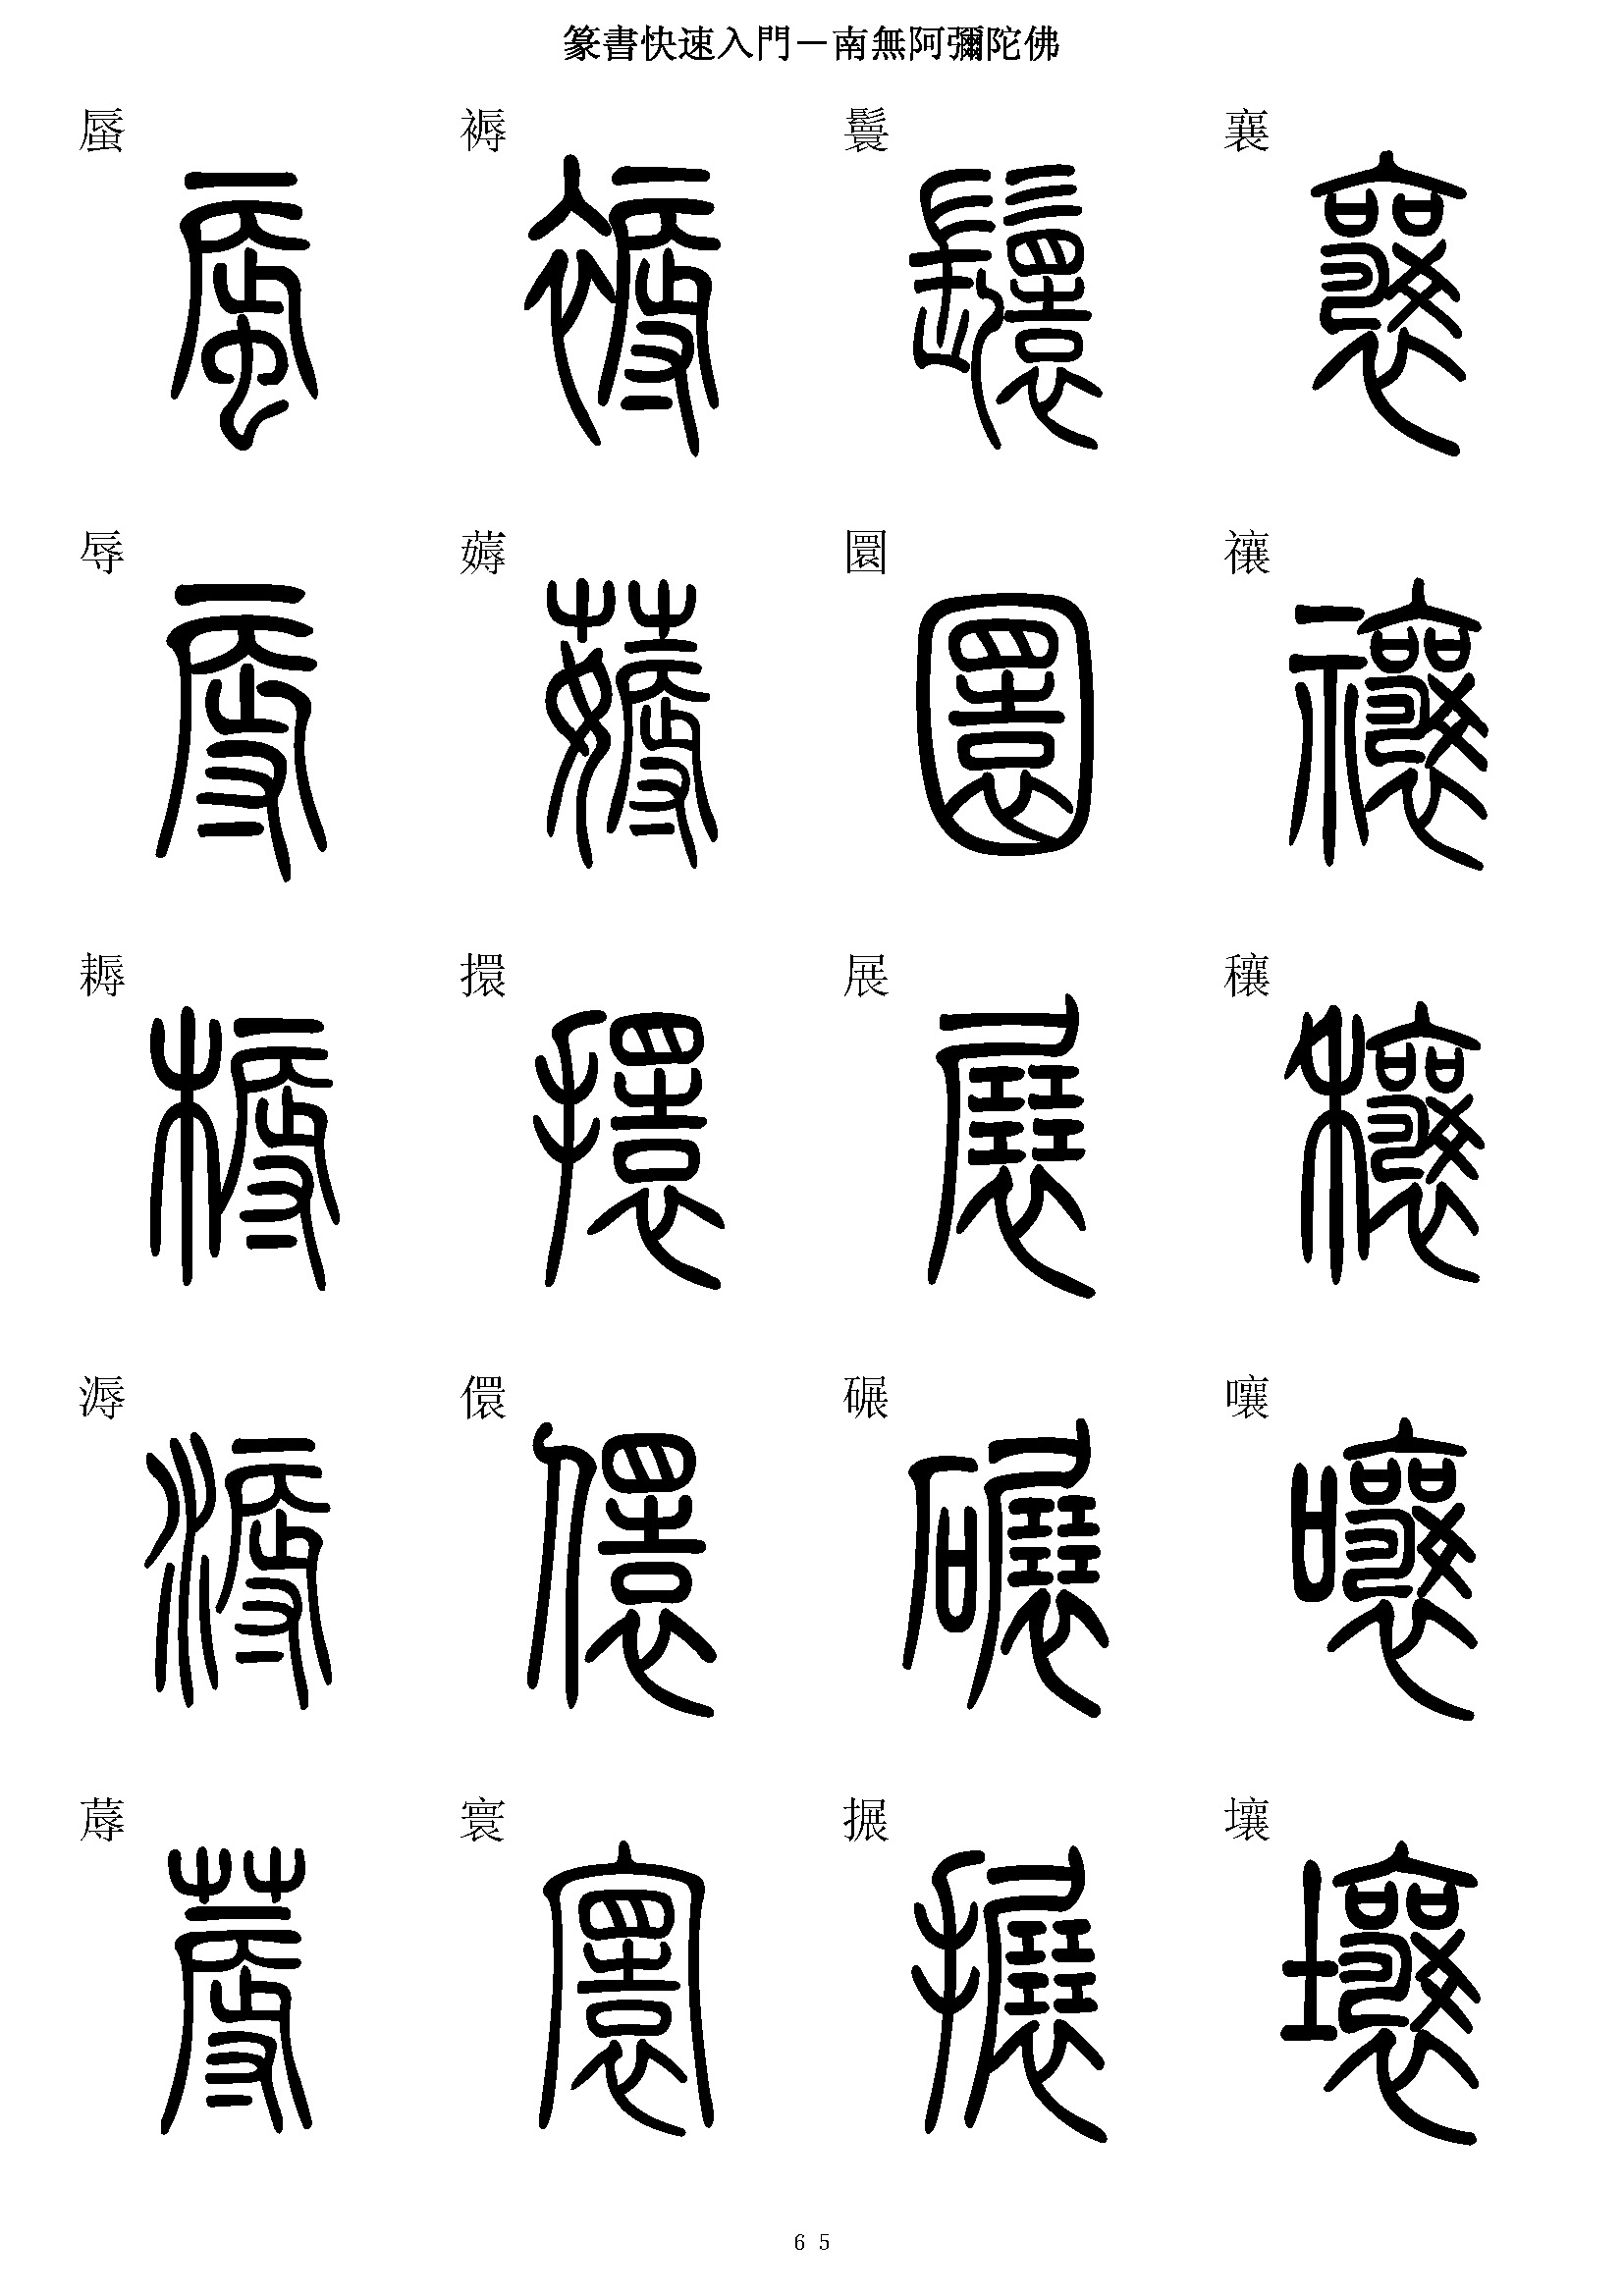 篆書快速入門－南無阿彌陀佛
蜃 褥 鬟 襄
辱 薅 圜 禳
耨 擐 展 穰
溽 儇 碾 嚷
蓐 寰 搌 壤
65